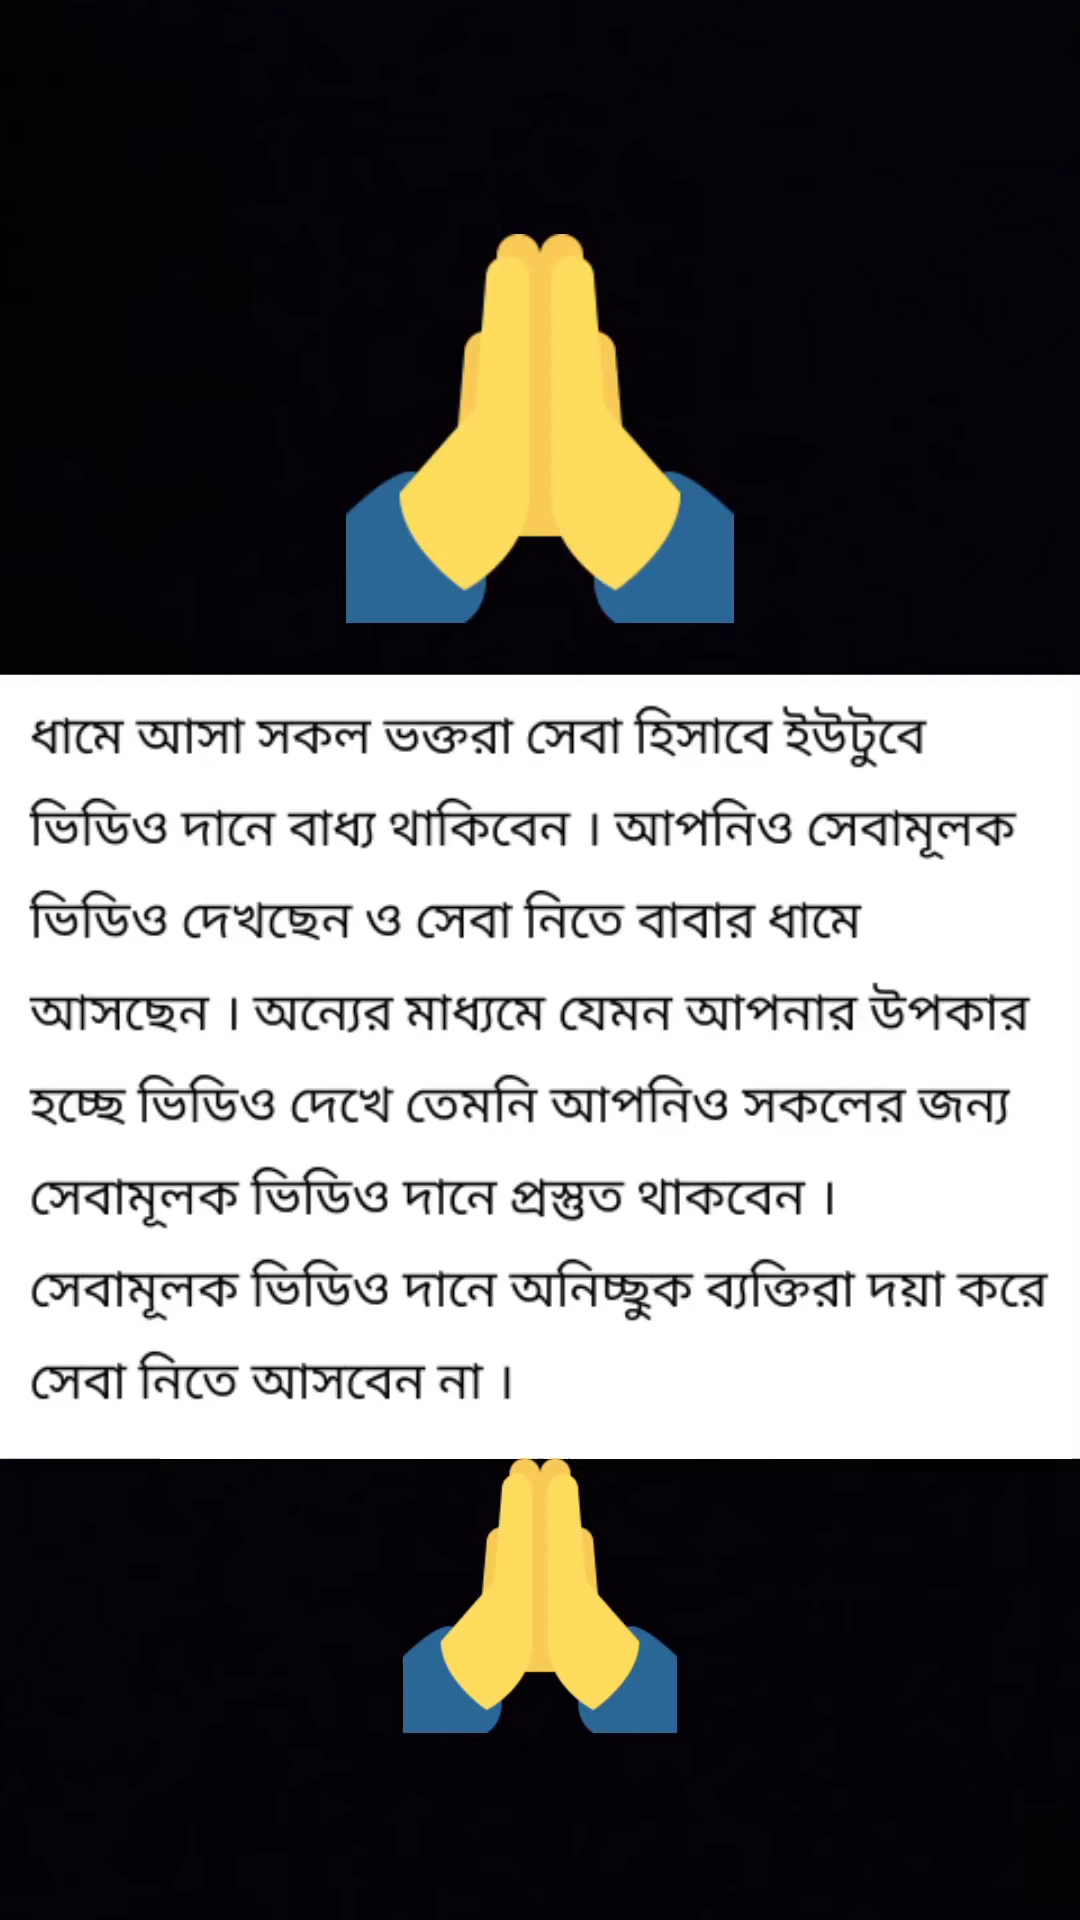 ধামে আসা সকল ভক্তরা সেবা হিসাবে ইউটুবে
ভিডিও দানে বাধ্য থাকিবেন । আপনিও সেবামূলক
ভিডিও দেখছেন ও সেবা নিতে বাবার ধামে
আসছেন । অন্যের মাধ্যমে যেমন আপনার উপকার
হচ্ছে ভিডিও দেখে তেমনি আপনিও সকলের জন্য
সেবামূলক ভিডিও দানে প্রস্তুত থাকবেন ।
সেবামূলক ভিডিও দানে অনিচ্ছুক ব্যক্তিরা দয়া করে
সেবা নিতে আসবেন না ।